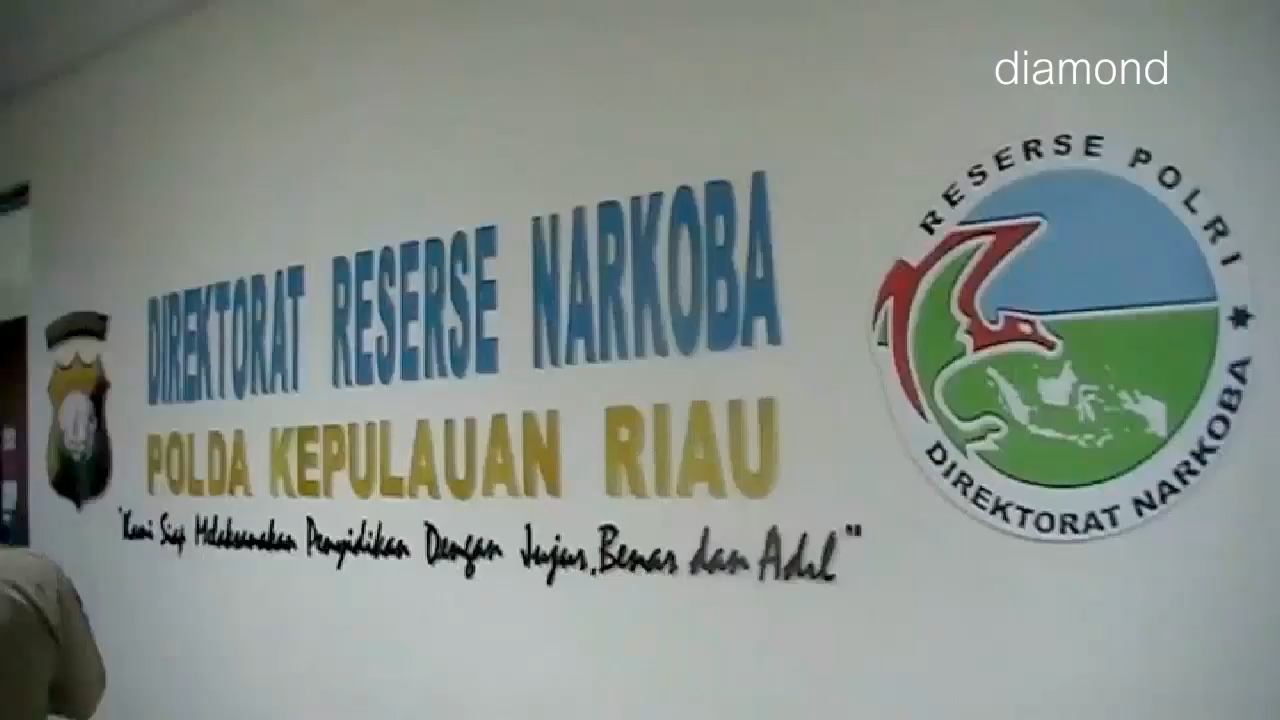 diamond
RESERSE POLRI
DIREKTORAT RESERSE NARKOBA
POLDA KEPULAUAN RIAU
"Kami Siap Melaksanakan Penyidikan Dengan Jujur, Benar dan Adil"
DIREKTORAT NARKOBA